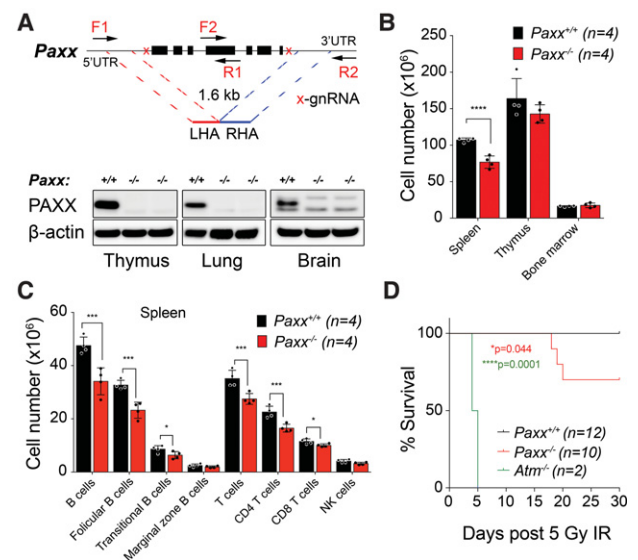 A
F1
F2
Paxx
x
x
3'UTR
5'UTR
R1
R2
1.6 kb
x-gnRNA
LHA RHA
Paxx: +/+ -/- -/- +/+ -/- -/- +/+ -/- -/-
PAXX
β-actin
Thymus Lung Brain
B
Paxx+/+ (n=4)
Paxx-/- (n=4)
Cell number (x10⁶)
250
200
150
100
50
0
****
*
Spleen
Thymus
Bone marrow
C
Spleen
Paxx+/+ (n=4)
Paxx-/- (n=4)
Cell number (x10⁶)
60
40
20
0
***
***
*
***
***
*
B cells
Folicular B cells
Transitional B cells
Marginal zone B cells
T cells
CD4 T cells
CD8 T cells
NK cells
D
% Survival
100
50
0
*p=0.044
****p=0.0001
Paxx+/+ (n=12)
Paxx-/- (n=10)
Atm-/- (n=2)
0 5 10 15 20 25 30
Days post 5 Gy IR